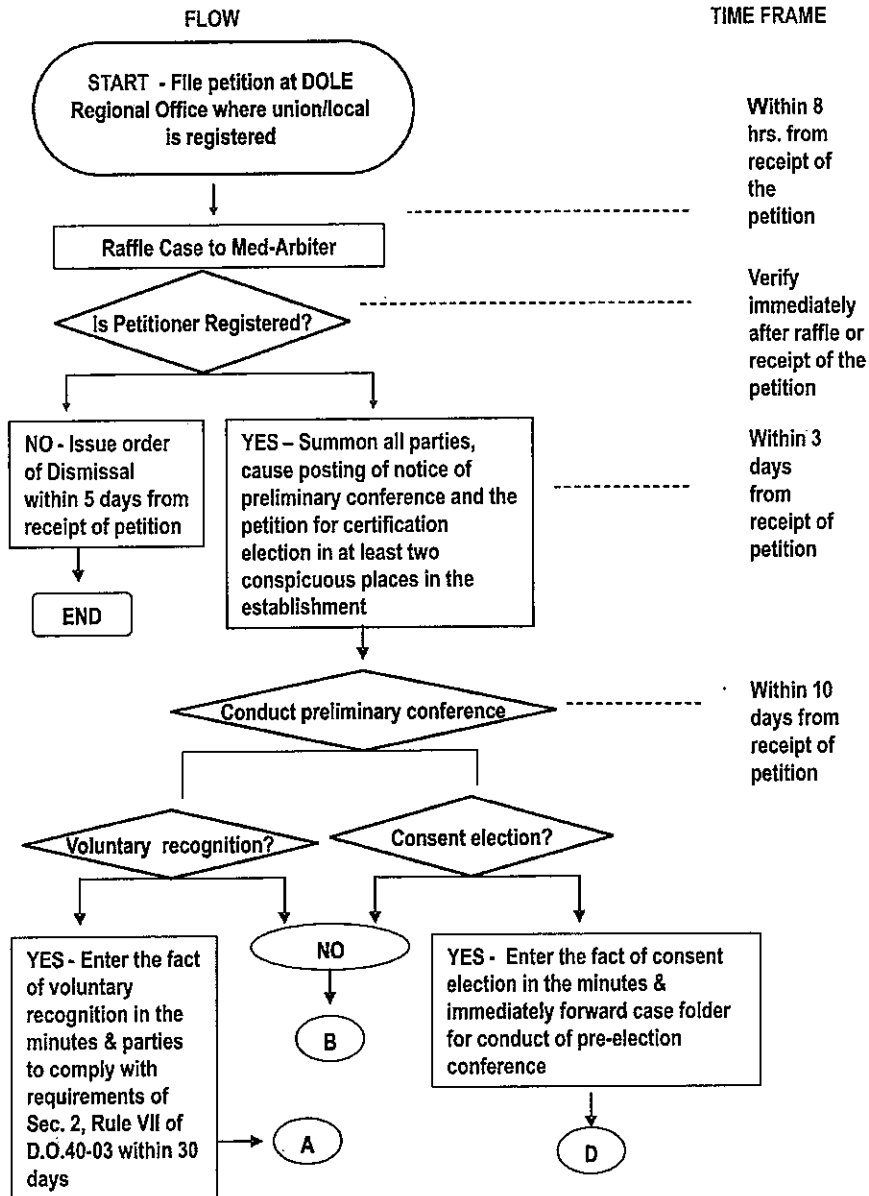 FLOW
TIME FRAME
START - File petition at DOLE
Regional Office where union/local
is registered
Within 8
hrs. from
receipt of
the
petition
Raffle Case to Med-Arbiter
Is Petitioner Registered?
Verify
immediately
after raffle or
receipt of the
petition
NO - Issue order
of Dismissal
within 5 days from
receipt of petition
END
YES – Summon all parties,
cause posting of notice of
preliminary conference and the
petition for certification
election in at least two
conspicuous places in the
establishment
Within 3
days
from
receipt of
petition
Conduct preliminary conference
Within 10
days from
receipt of
petition
Voluntary recognition?
Consent election?
NO
B
YES - Enter the fact
of voluntary
recognition in the
minutes & parties
to comply with
requirements of
Sec. 2, Rule VII of
D.O.40-03 within 30
days
A
YES - Enter the fact of consent
election in the minutes &
immediately forward case folder
for conduct of pre-election
conference
D